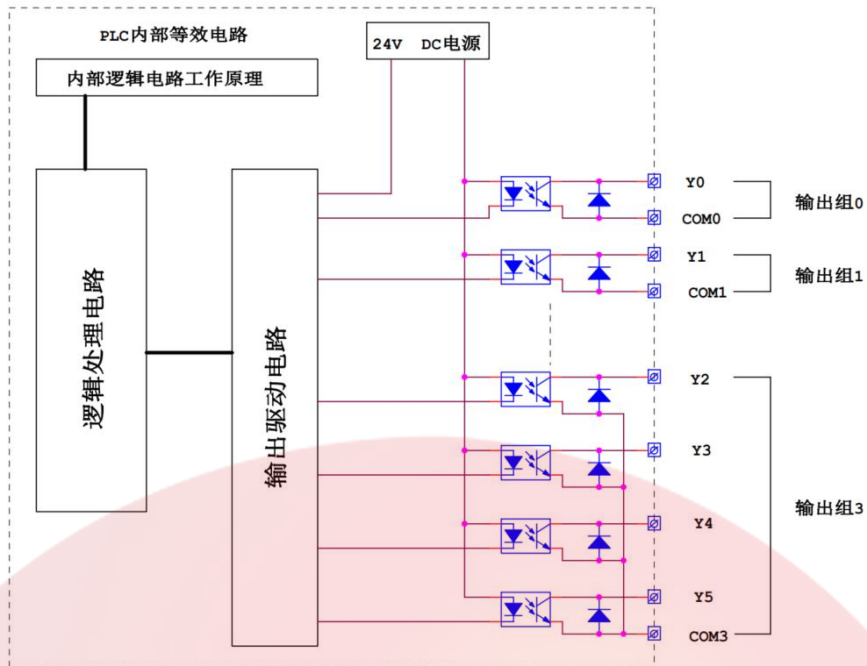 PLC内部等效电路
24V DC电源
内部逻辑电路工作原理
逻辑处理电路
输出驱动电路
Y0
COM0
输出组0
Y1
COM1
输出组1
Y2
Y3
Y4
Y5
COM3
输出组3